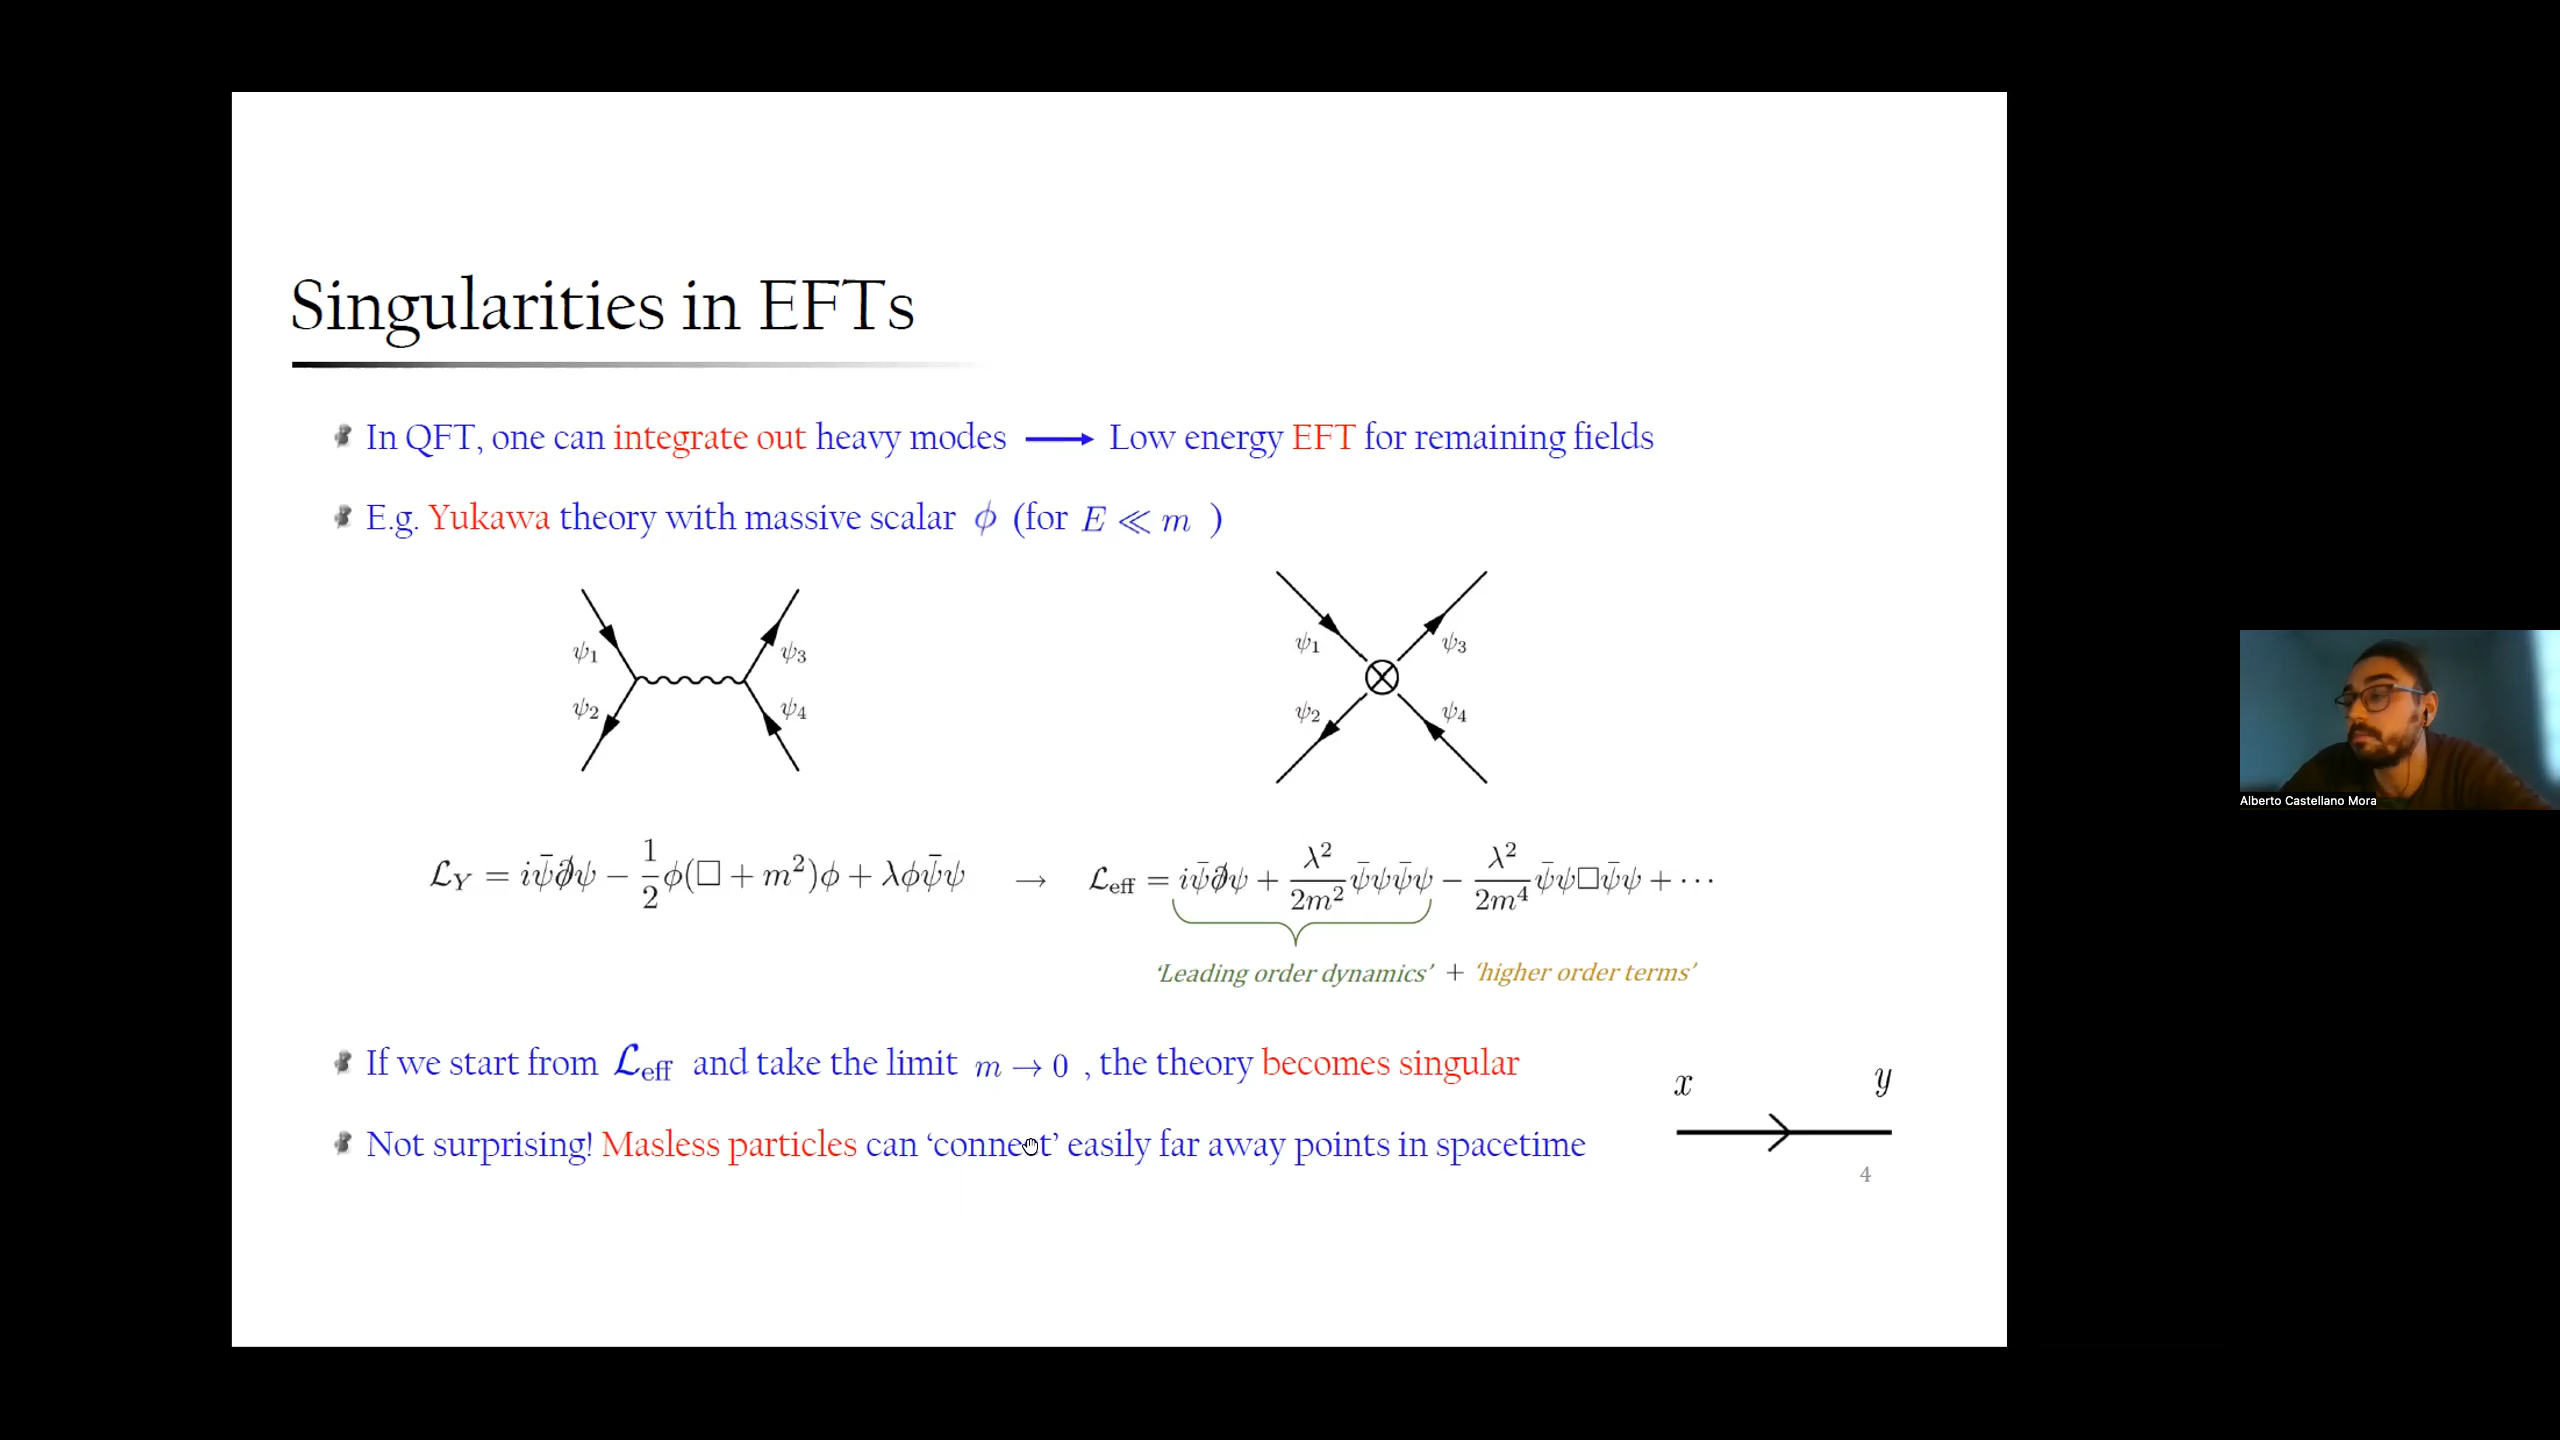 Singularities in EFTs
In QFT, one can integrate out heavy modes ⟶ Low energy EFT for remaining fields
E.g. Yukawa theory with massive scalar ϕ (for E ≪ m )
ψ₁ ψ₃
ψ₂ ψ₄
ψ₁ ψ₃
ψ₂ ψ₄
ℒ_Y = iψ̄∂̸ψ − 1/2 ϕ(□ + m²)ϕ + λϕψ̄ψ → ℒ_eff = iψ̄∂̸ψ + λ²/2m² ψ̄ψψ̄ψ − λ²/2m⁴ ψ̄ψ□ψ̄ψ + ⋯
‘Leading order dynamics’ + ‘higher order terms’
If we start from ℒ_eff and take the limit m → 0 , the theory becomes singular
x y
Not surprising! Masless particles can ‘connect’ easily far away points in spacetime
4
Alberto Castellano Mora